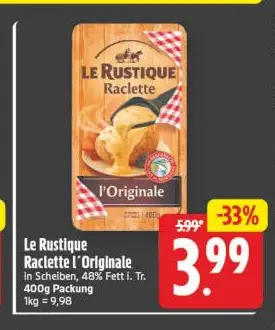 LE RUSTIQUE
Raclette
l'Originale
400g
5.99*
-33%
3.99
Le Rustique
Raclette l´Originale
in Scheiben, 48% Fett i. Tr.
400g Packung
1kg = 9,98